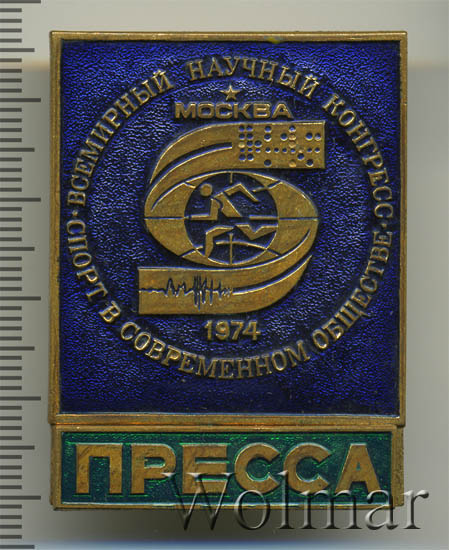 ВСЕМИРНЫЙ НАУЧНЫЙ КОНГРЕСС
•СПОРТ В СОВРЕМЕННОМ ОБЩЕСТВЕ•
МОСКВА
1974
ПРЕССА
Wolmar